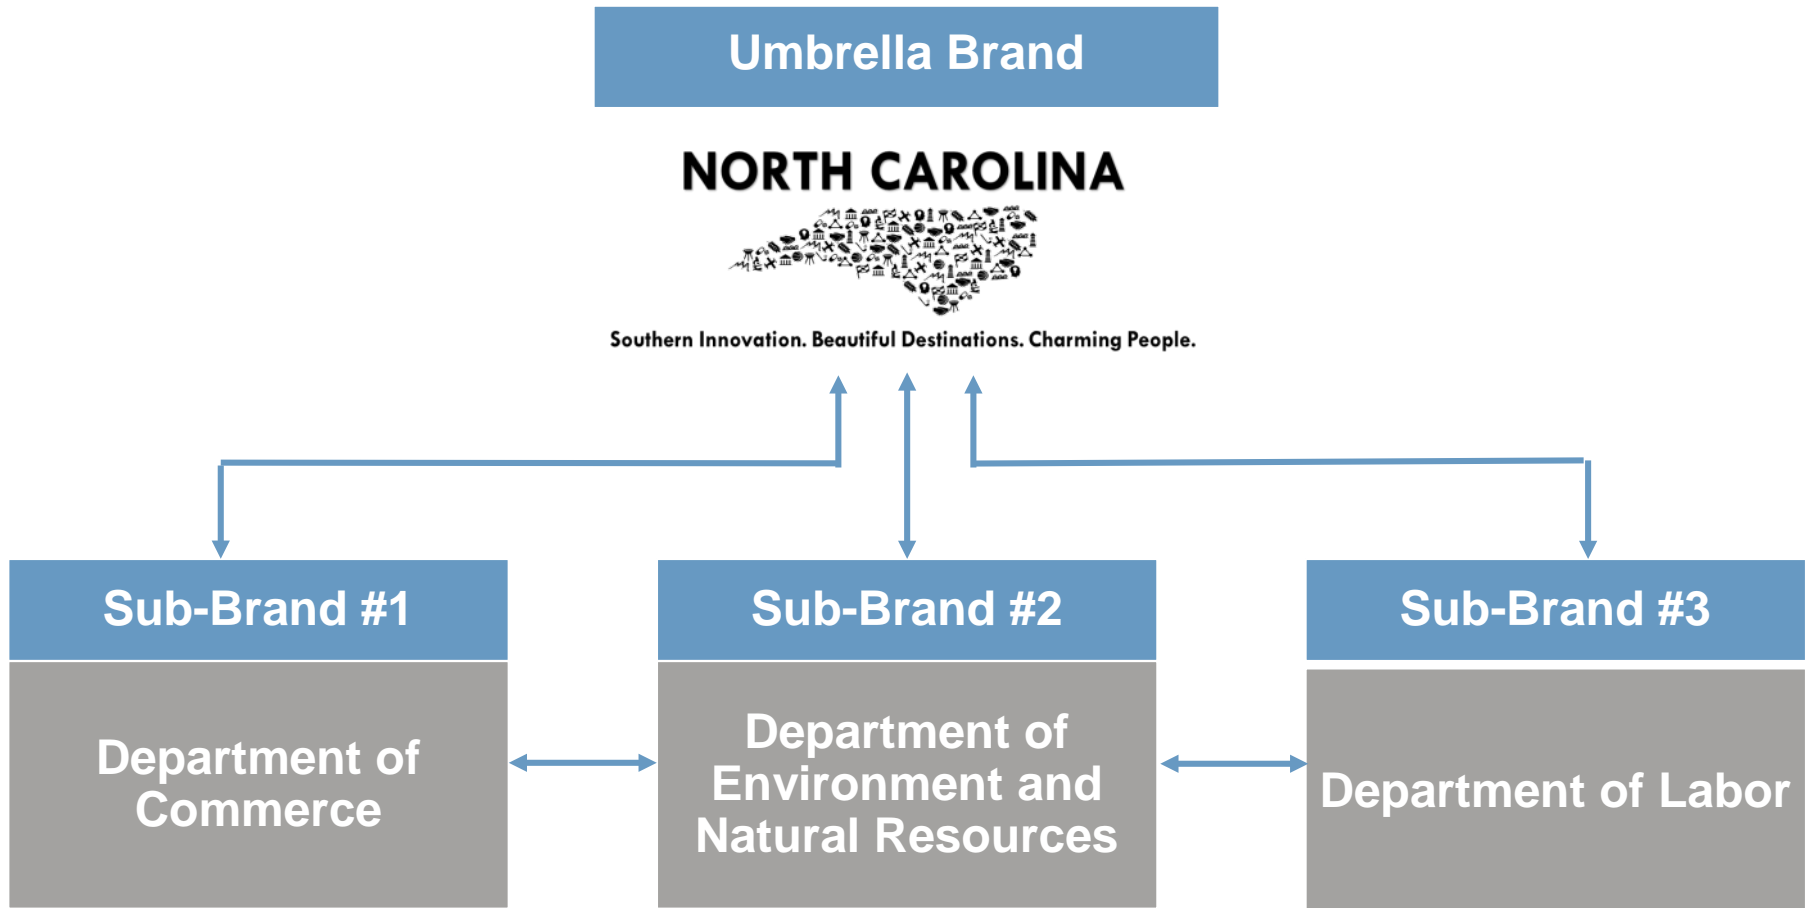 Umbrella Brand
NORTH CAROLINA
Southern Innovation. Beautiful Destinations. Charming People.
Sub-Brand #1
Sub-Brand #2
Sub-Brand #3
Department of
Commerce
Department of
Environment and
Natural Resources
Department of Labor